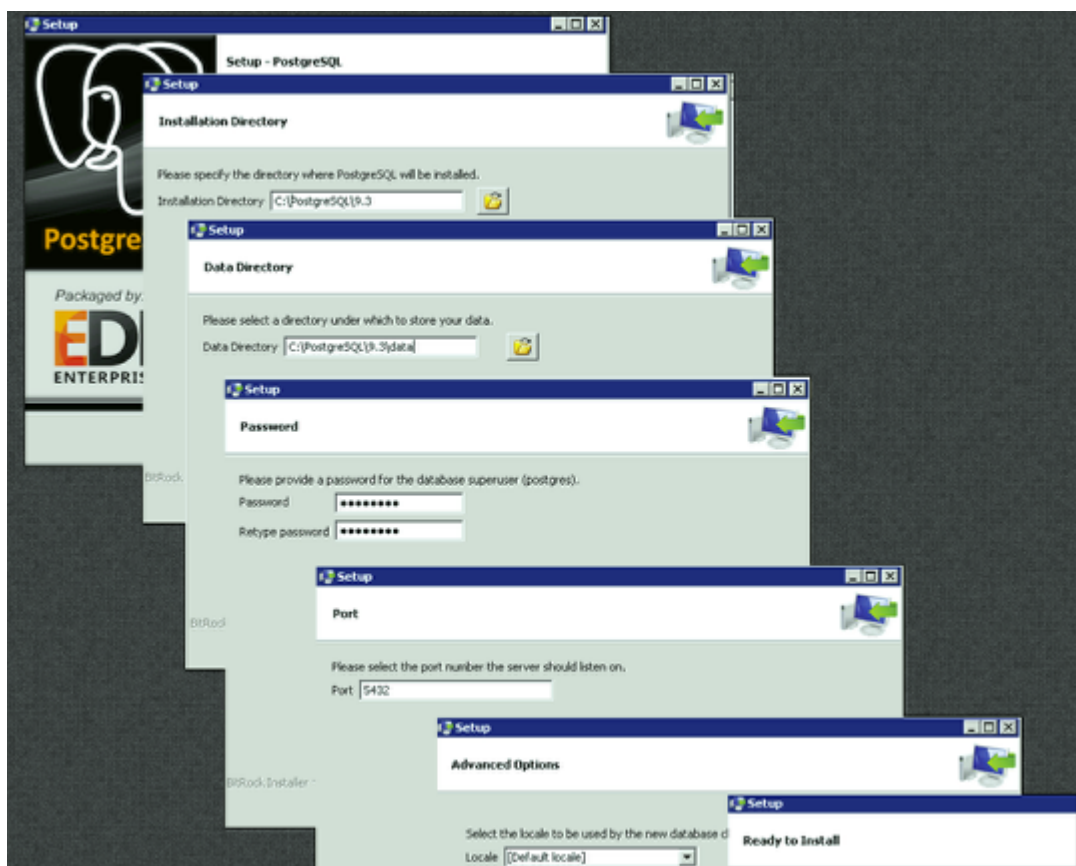 Setup
Setup - PostgreSQL
Postgre
Packaged by:
ED
ENTERPRIS
Setup
Installation Directory
Please specify the directory where PostgreSQL will be installed.
Installation Directory C:\PostgreSQL\9.3
BitRock
Setup
Data Directory
Please select a directory under which to store your data.
Data Directory C:\PostgreSQL\9.3\data
BitRock
Setup
Password
Please provide a password for the database superuser (postgres).
Password ••••••••
Retype password ••••••••
BitRock Installer
Setup
Port
Please select the port number the server should listen on.
Port 5432
Setup
Advanced Options
Select the locale to be used by the new database cl
Locale [Default locale]
Setup
Ready to Install